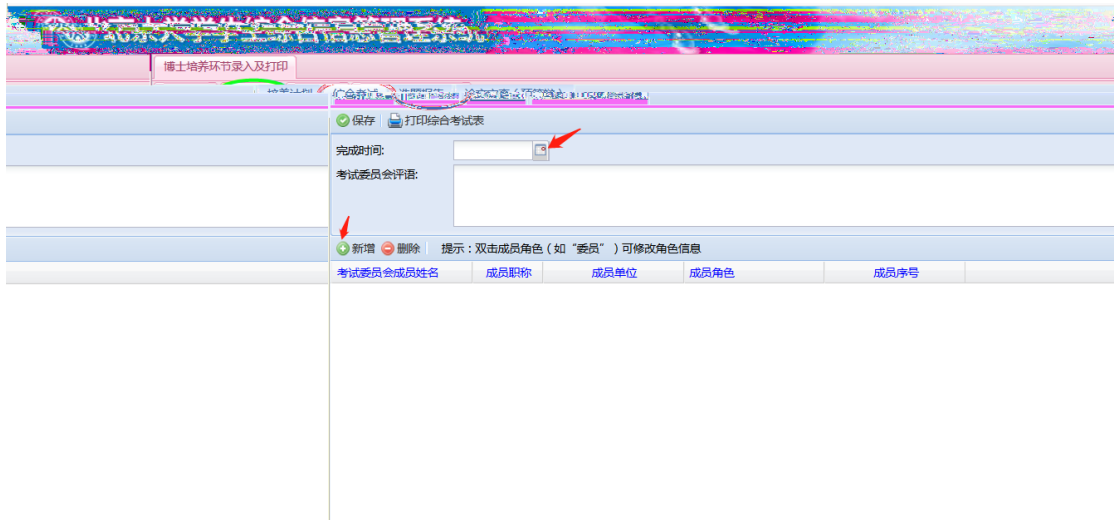 博士培养环节录入及打印
保存 打印综合考试表
完成时间:
考试委员会评语:
新增 删除 提示：双击成员角色（如“委员”）可修改角色信息
考试委员会成员姓名 成员职称 成员单位 成员角色 成员序号